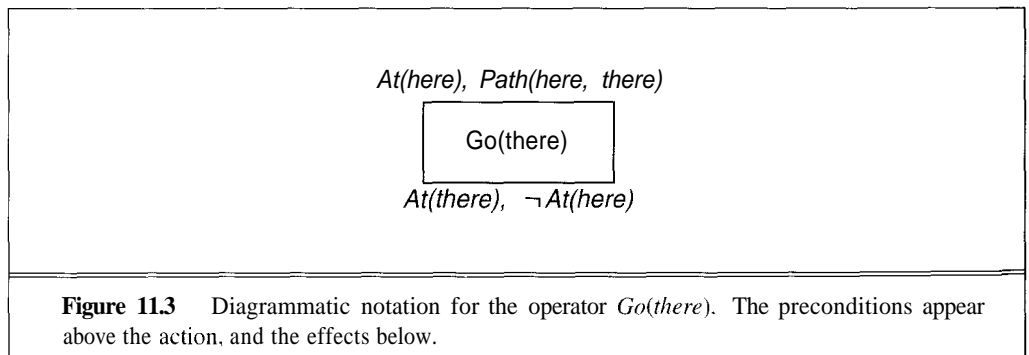 At(here), Path(here, there)
Go(there)
At(there), ¬ At(here)
Figure 11.3 Diagrammatic notation for the operator Go(there). The preconditions appear
above the action, and the effects below.